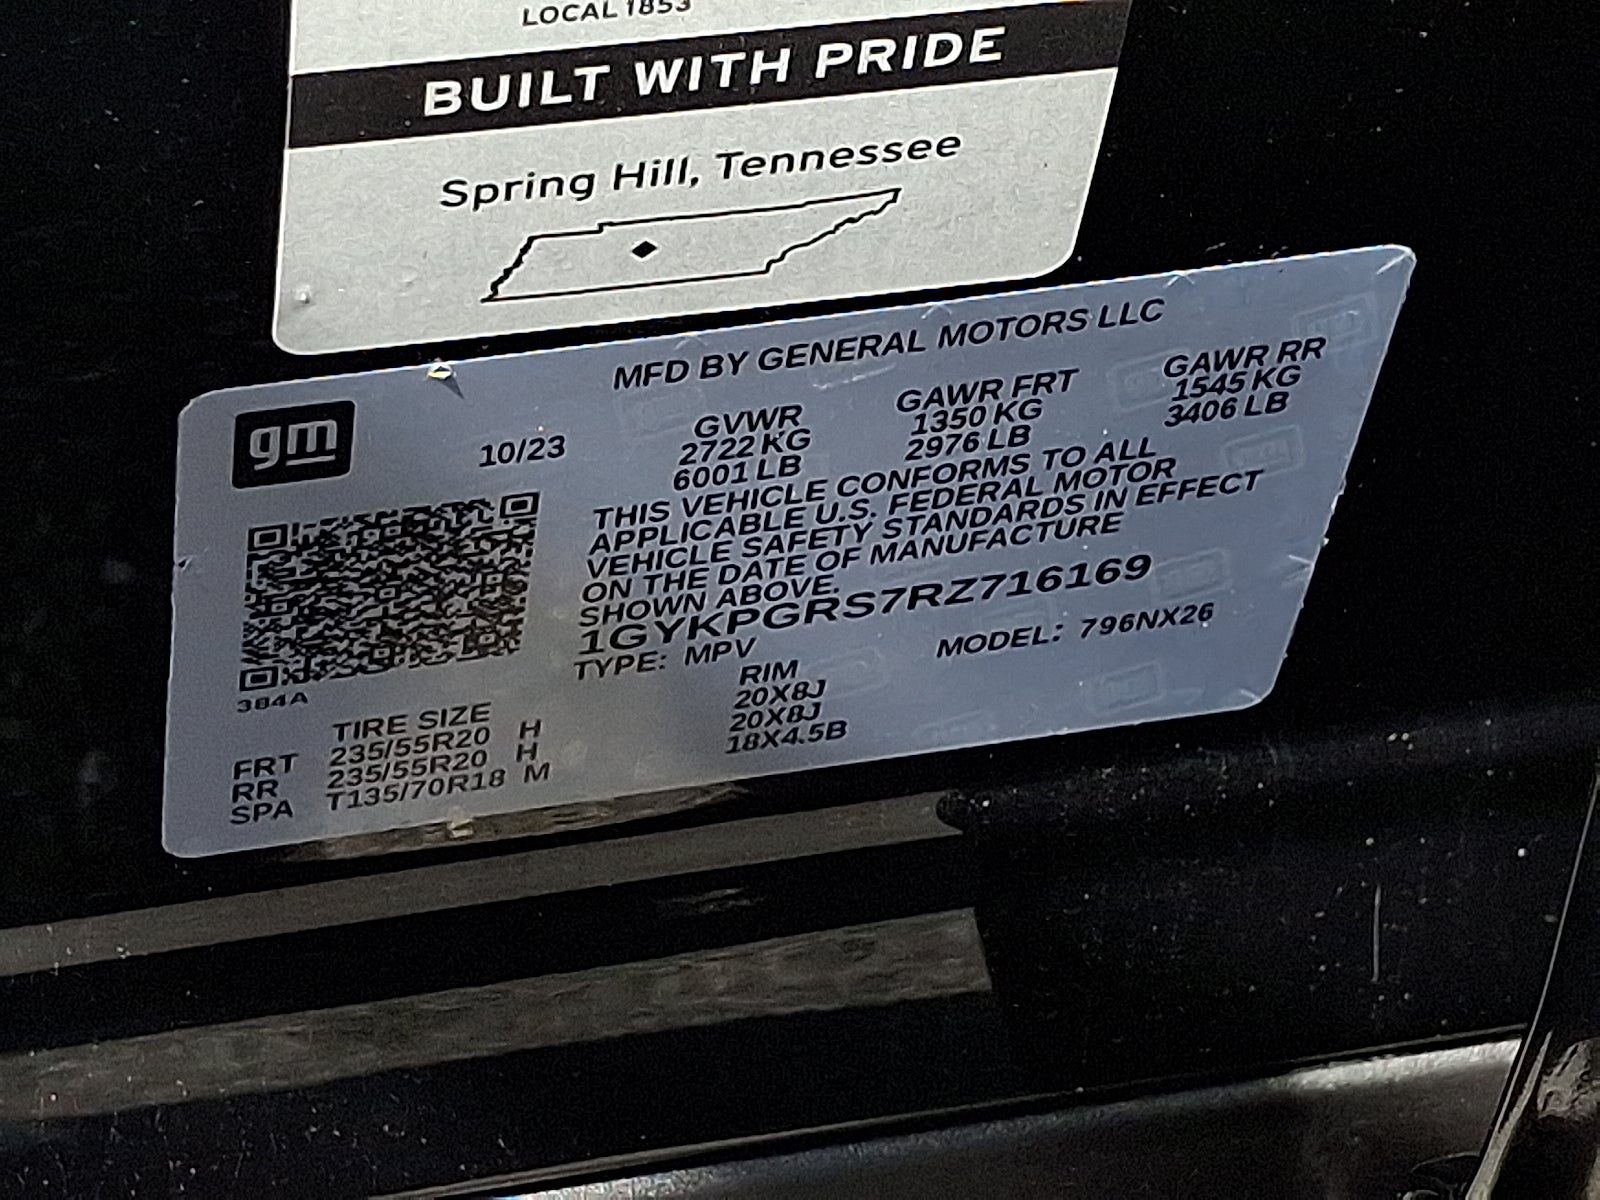 LOCAL 1853
BUILT WITH PRIDE
Spring Hill, Tennessee
MFD BY GENERAL MOTORS LLC
gm
10/23
GVWR GAWR FRT GAWR RR
2722 KG 1350 KG 1545 KG
6001 LB 2976 LB 3406 LB
THIS VEHICLE CONFORMS TO ALL
APPLICABLE U.S. FEDERAL MOTOR
VEHICLE SAFETY STANDARDS IN EFFECT
ON THE DATE OF MANUFACTURE
SHOWN ABOVE.
1GYKPGRS7RZ716169
TYPE: MPV MODEL: 796NX26
384A
TIRE SIZE RIM
FRT 235/55R20 H 20X8J
RR 235/55R20 H 20X8J
SPA T135/70R18 M 18X4.5B